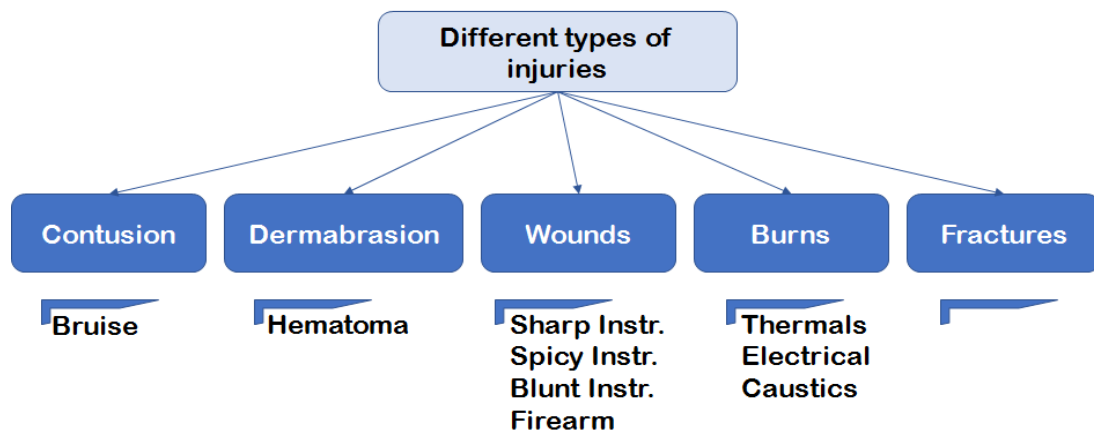 Different types of
injuries
Contusion
Dermabrasion
Wounds
Burns
Fractures
Bruise
Hematoma
Sharp Instr.
Spicy Instr.
Blunt Instr.
Firearm
Thermals
Electrical
Caustics